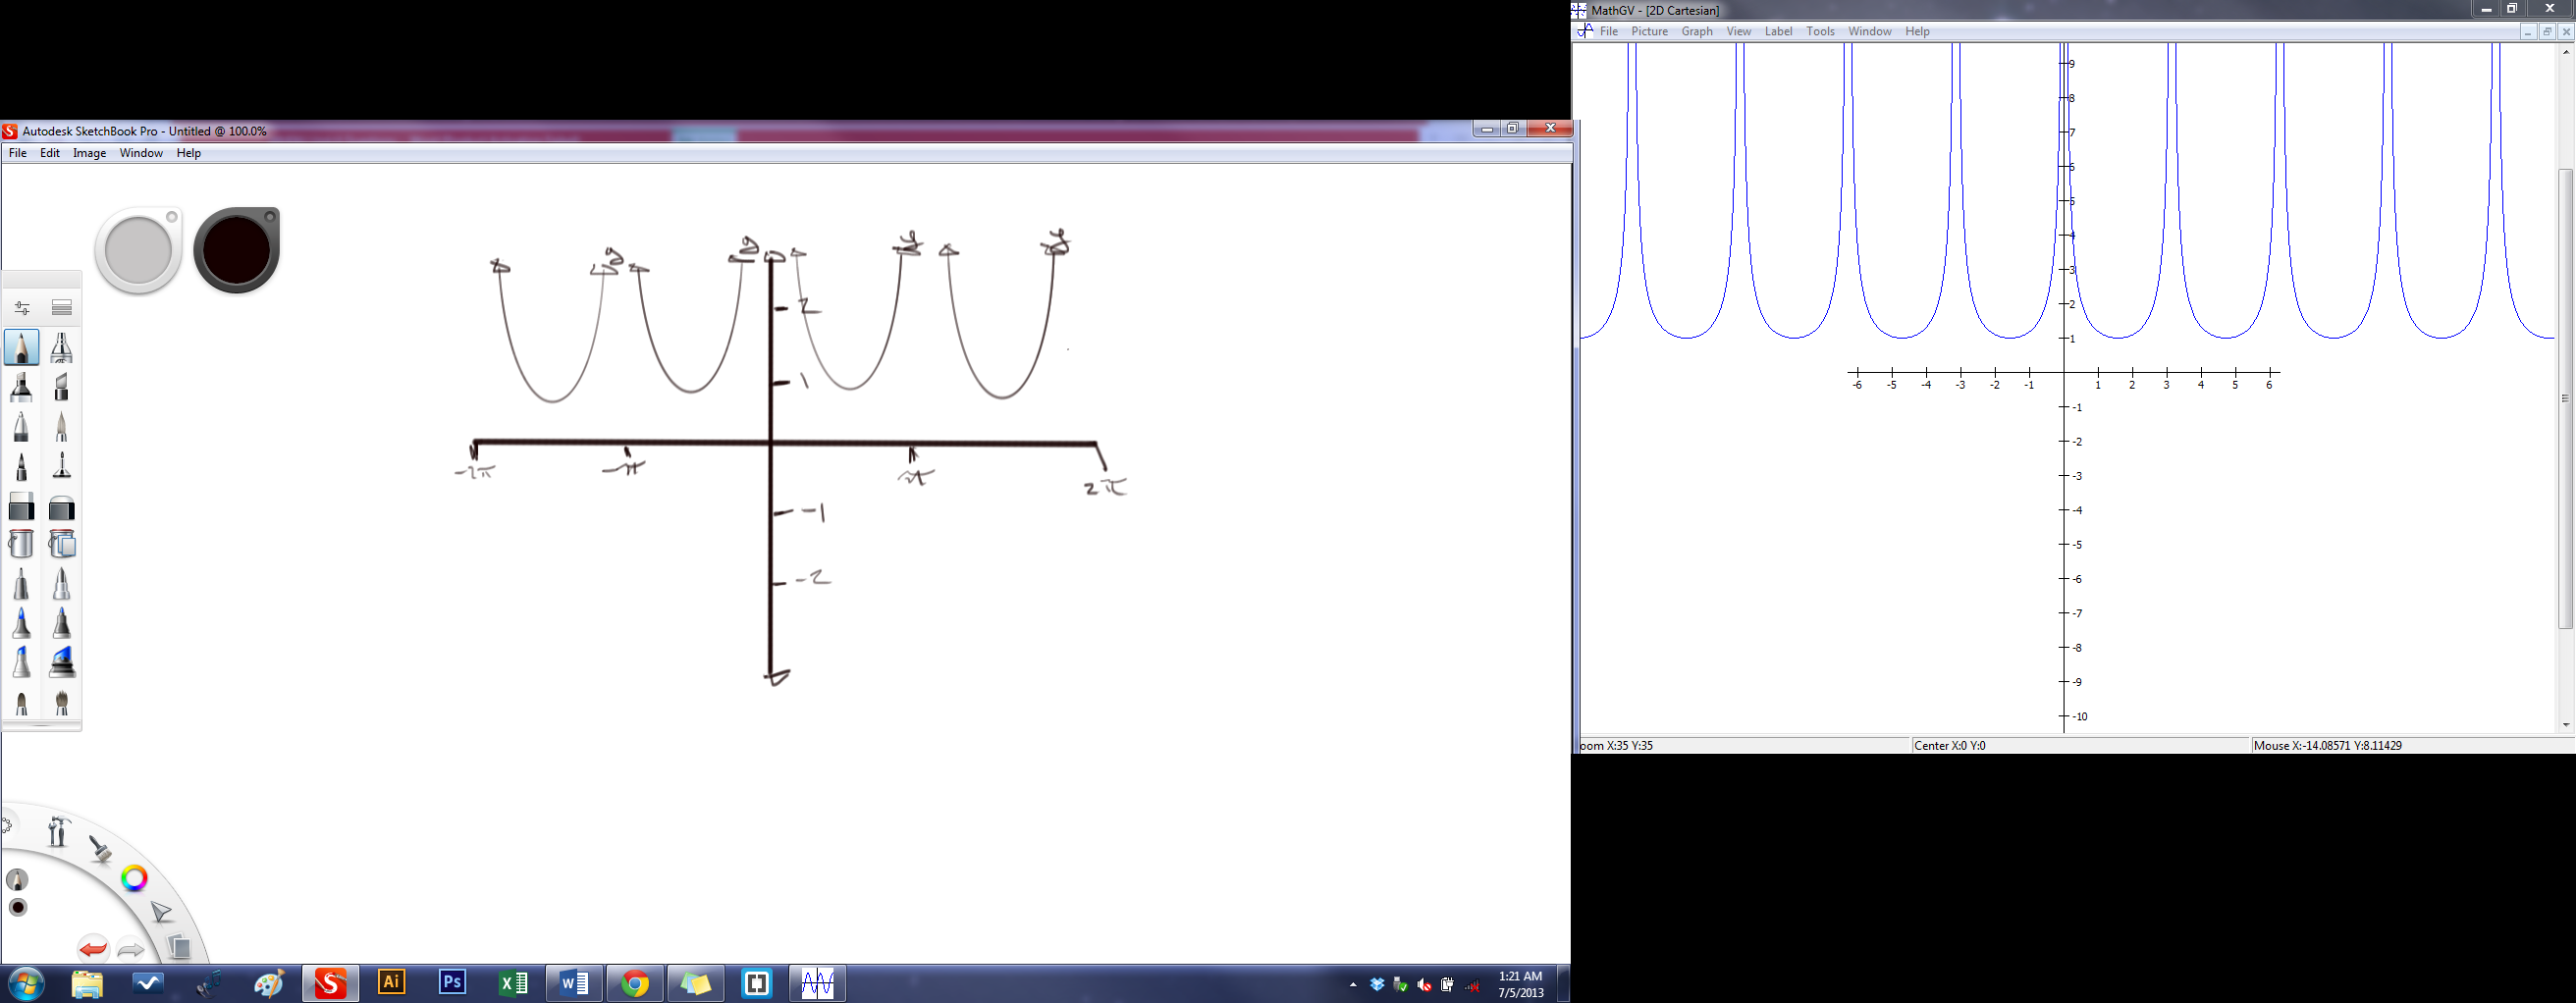 MathGV - [2D Cartesian]
File Picture Graph View Label Tools Window Help
9
8
7
6
5
4
3
2
1
-6 -5 -4 -3 -2 -1 1 2 3 4 5 6
-1
-2
-3
-4
-5
-6
-7
-8
-9
-10
oom X:35 Y:35 Center X:0 Y:0 Mouse X:-14.08571 Y:8.11429
Autodesk SketchBook Pro - Untitled @ 100.0%
File Edit Image Window Help
2
1
-2π -π π 2π
-1
-2
S Ai Ps X W
1:21 AM
7/5/2013